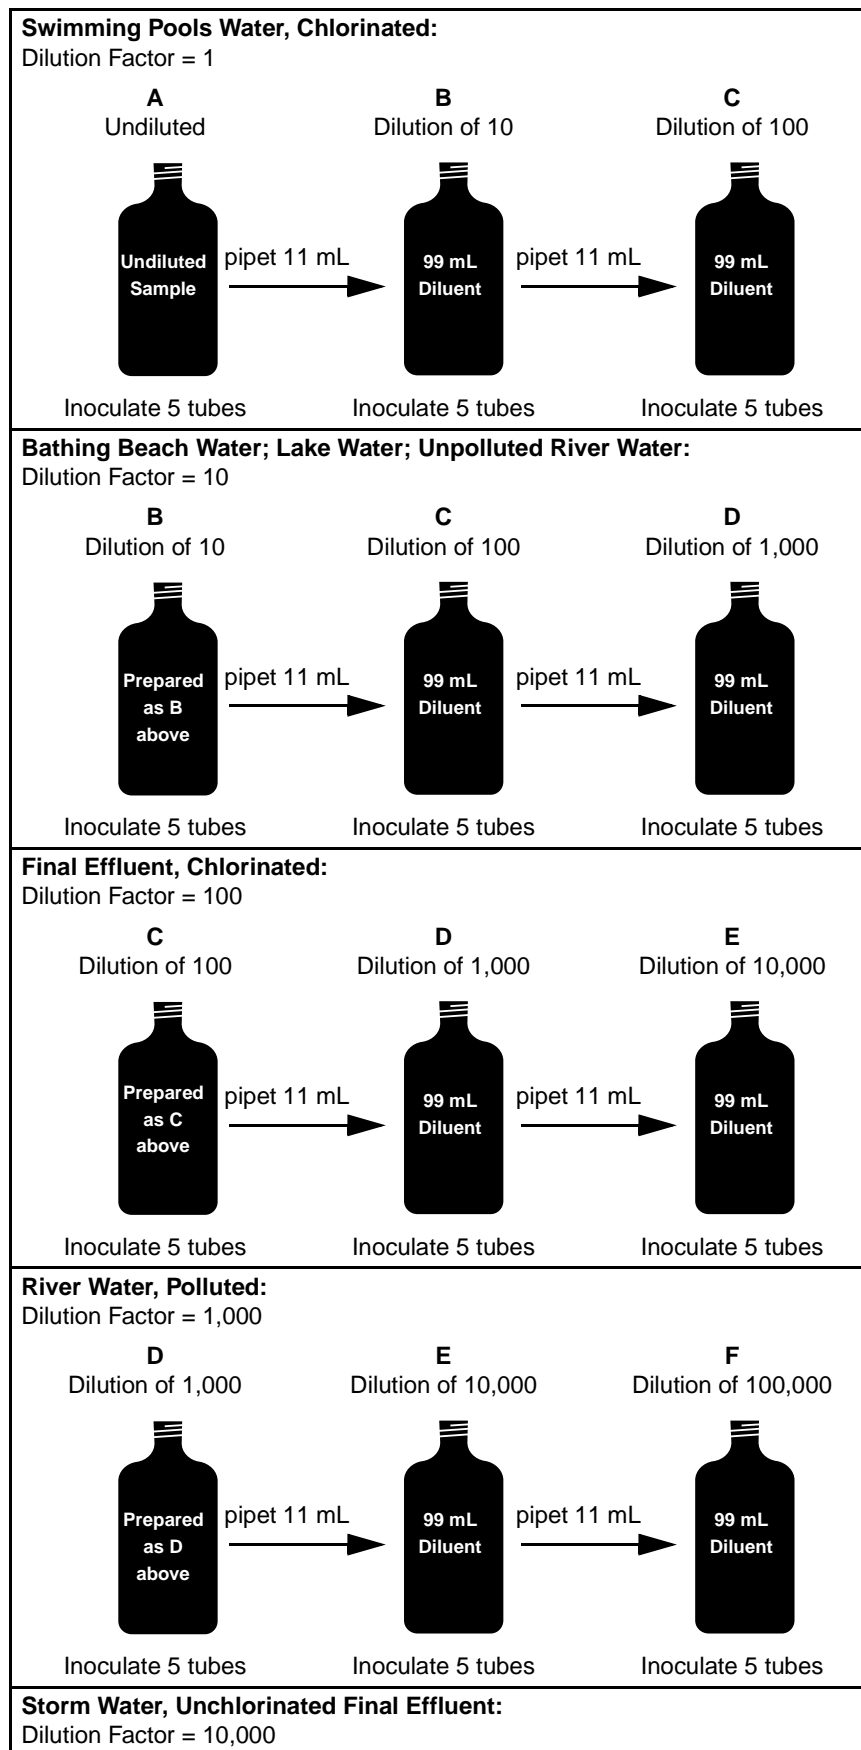 Swimming Pools Water, Chlorinated:
Dilution Factor = 1
A B C
Undiluted Dilution of 10 Dilution of 100
Undiluted
Sample
pipet 11 mL
99 mL
Diluent
pipet 11 mL
99 mL
Diluent
Inoculate 5 tubes Inoculate 5 tubes Inoculate 5 tubes
Bathing Beach Water; Lake Water; Unpolluted River Water:
Dilution Factor = 10
B C D
Dilution of 10 Dilution of 100 Dilution of 1,000
Prepared
as B
above
pipet 11 mL
99 mL
Diluent
pipet 11 mL
99 mL
Diluent
Inoculate 5 tubes Inoculate 5 tubes Inoculate 5 tubes
Final Effluent, Chlorinated:
Dilution Factor = 100
C D E
Dilution of 100 Dilution of 1,000 Dilution of 10,000
Prepared
as C
above
pipet 11 mL
99 mL
Diluent
pipet 11 mL
99 mL
Diluent
Inoculate 5 tubes Inoculate 5 tubes Inoculate 5 tubes
River Water, Polluted:
Dilution Factor = 1,000
D E F
Dilution of 1,000 Dilution of 10,000 Dilution of 100,000
Prepared
as D
above
pipet 11 mL
99 mL
Diluent
pipet 11 mL
99 mL
Diluent
Inoculate 5 tubes Inoculate 5 tubes Inoculate 5 tubes
Storm Water, Unchlorinated Final Effluent:
Dilution Factor = 10,000